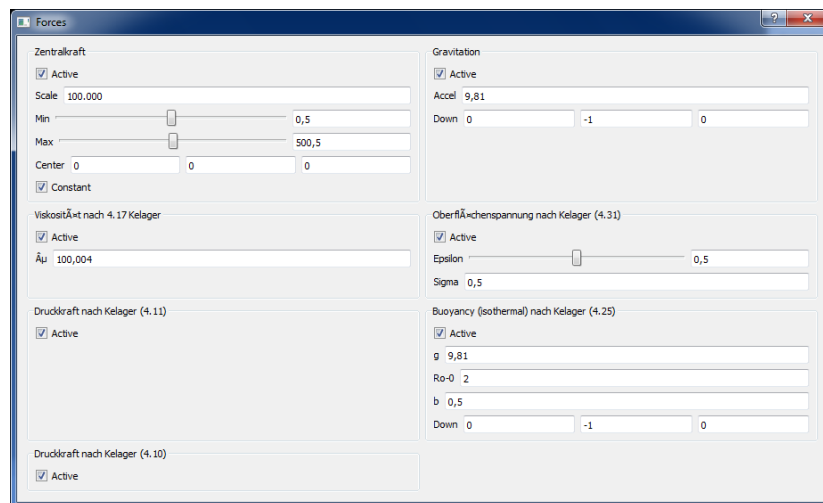 Forces
Zentralkraft
Active
Scale 100.000
Min 0,5
Max 500,5
Center 0 0 0
Constant
Gravitation
Active
Accel 9,81
Down 0 -1 0
ViskositÃ¤t nach 4.17 Kelager
Active
Âµ 100,004
OberflÃ¤chenspannung nach Kelager (4.31)
Active
Epsilon 0,5
Sigma 0,5
Druckkraft nach Kelager (4.11)
Active
Buoyancy (isothermal) nach Kelager (4.25)
Active
g 9,81
Ro-0 2
b 0,5
Down 0 -1 0
Druckkraft nach Kelager (4.10)
Active